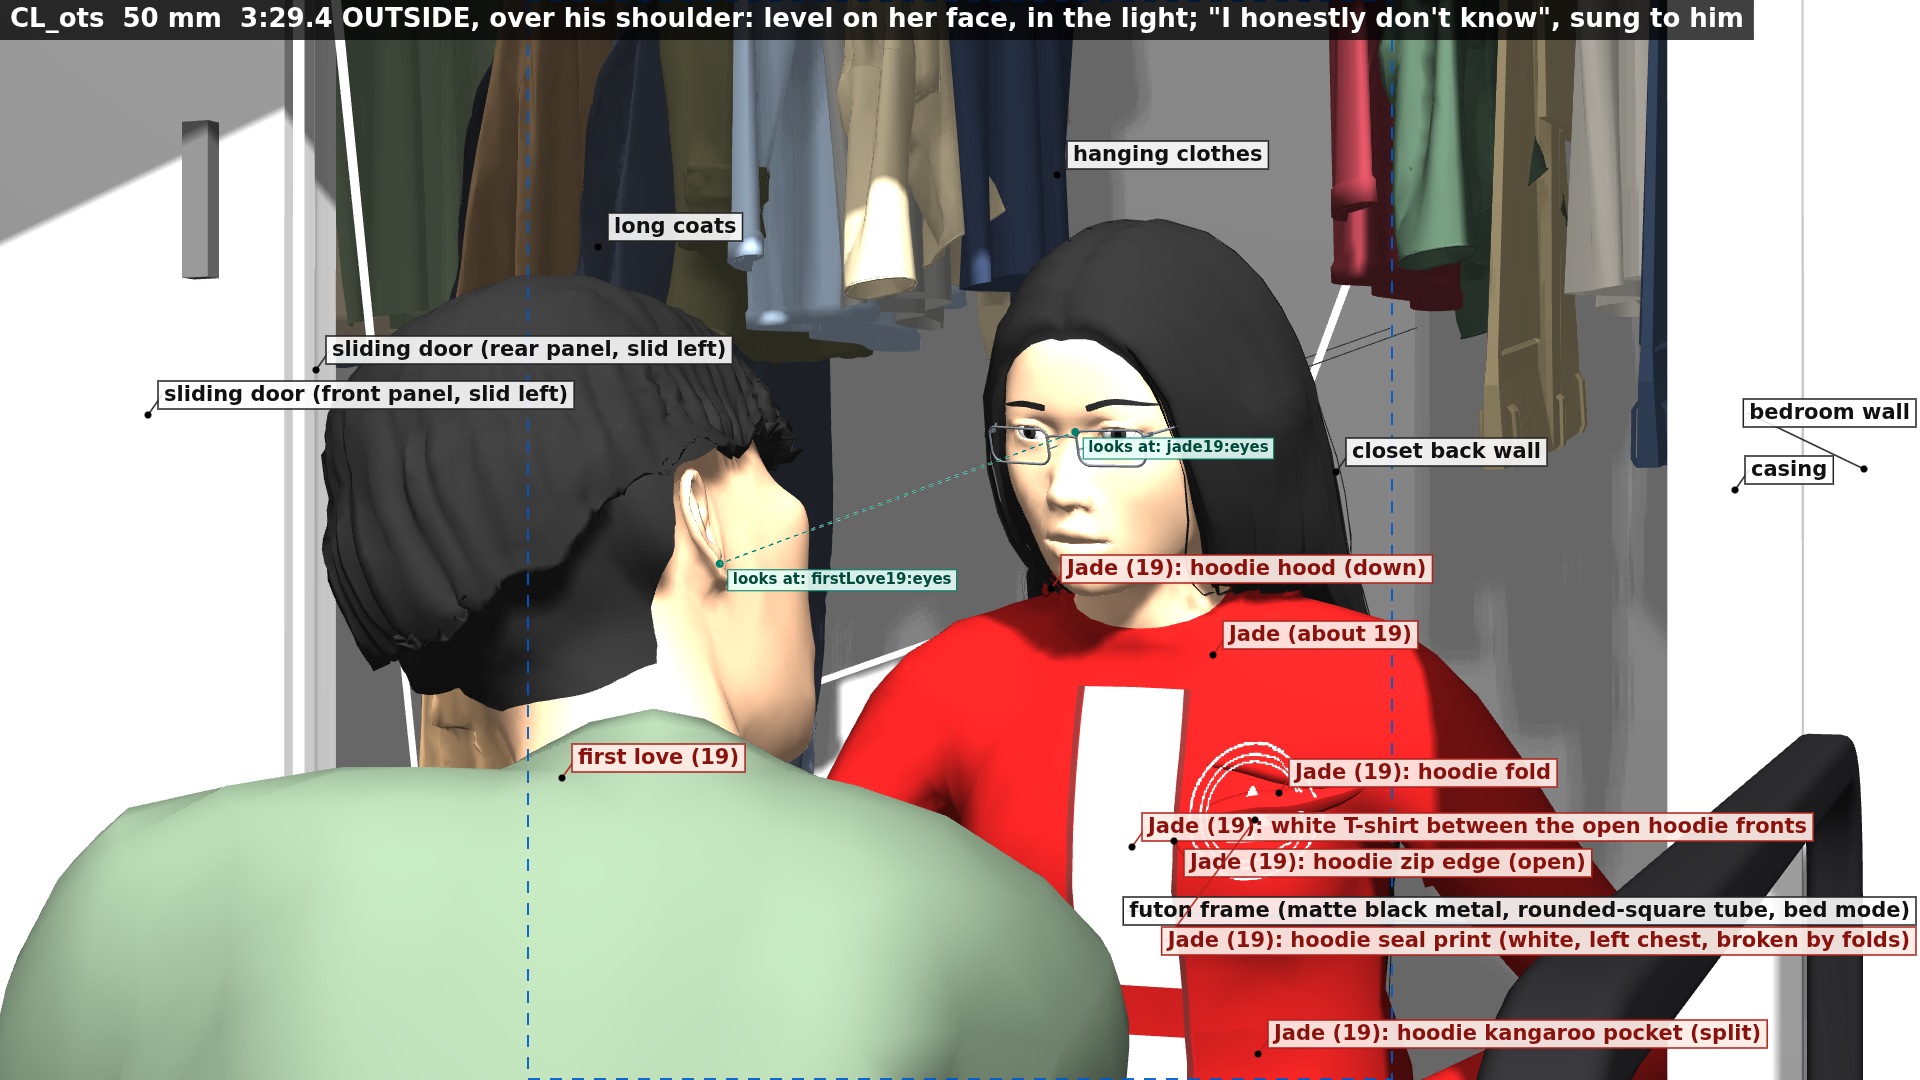 CL_ots  50 mm  3:29.4 OUTSIDE, over his shoulder: level on her face, in the light; "I honestly don't know", sung to him
hanging clothes
long coats
sliding door (rear panel, slid left)
sliding door (front panel, slid left)
bedroom wall
looks at: jade19:eyes
closet back wall
casing
Jade (19): hoodie hood (down)
looks at: firstLove19:eyes
Jade (about 19)
first love (19)
Jade (19): hoodie fold
Jade (19): white T-shirt between the open hoodie fronts
Jade (19): hoodie zip edge (open)
futon frame (matte black metal, rounded-square tube, bed mode)
Jade (19): hoodie seal print (white, left chest, broken by folds)
Jade (19): hoodie kangaroo pocket (split)